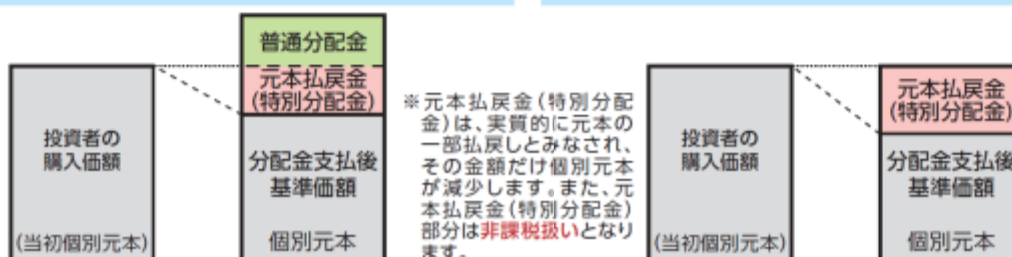 投資者の
購入価額
(当初個別元本)
普通分配金
元本払戻金
(特別分配金)
分配金支払後
基準価額
個別元本
※元本払戻金(特別分配
金)は、実質的に元本の
一部払戻しとみなされ、
その金額だけ個別元本
が減少します。また、元
本払戻金(特別分配金)
部分は非課税扱いとなり
ます。
投資者の
購入価額
(当初個別元本)
元本払戻金
(特別分配金)
分配金支払後
基準価額
個別元本